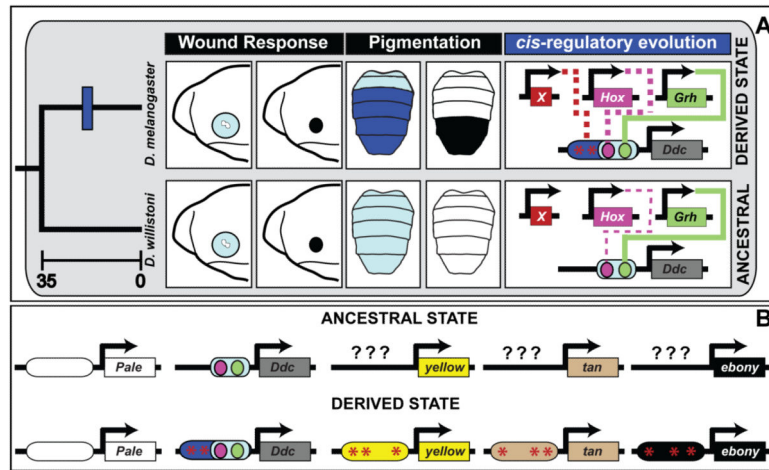 A
Wound Response
Pigmentation
cis-regulatory evolution
D. melanogaster
X
Hox
Grh
Ddc
**
DERIVED STATE
D. willistoni
X
Hox
Grh
Ddc
ANCESTRAL
35
0
B
ANCESTRAL STATE
Pale
Ddc
???
yellow
???
tan
???
ebony
DERIVED STATE
Pale
**
Ddc
** *
yellow
* **
tan
* * *
ebony